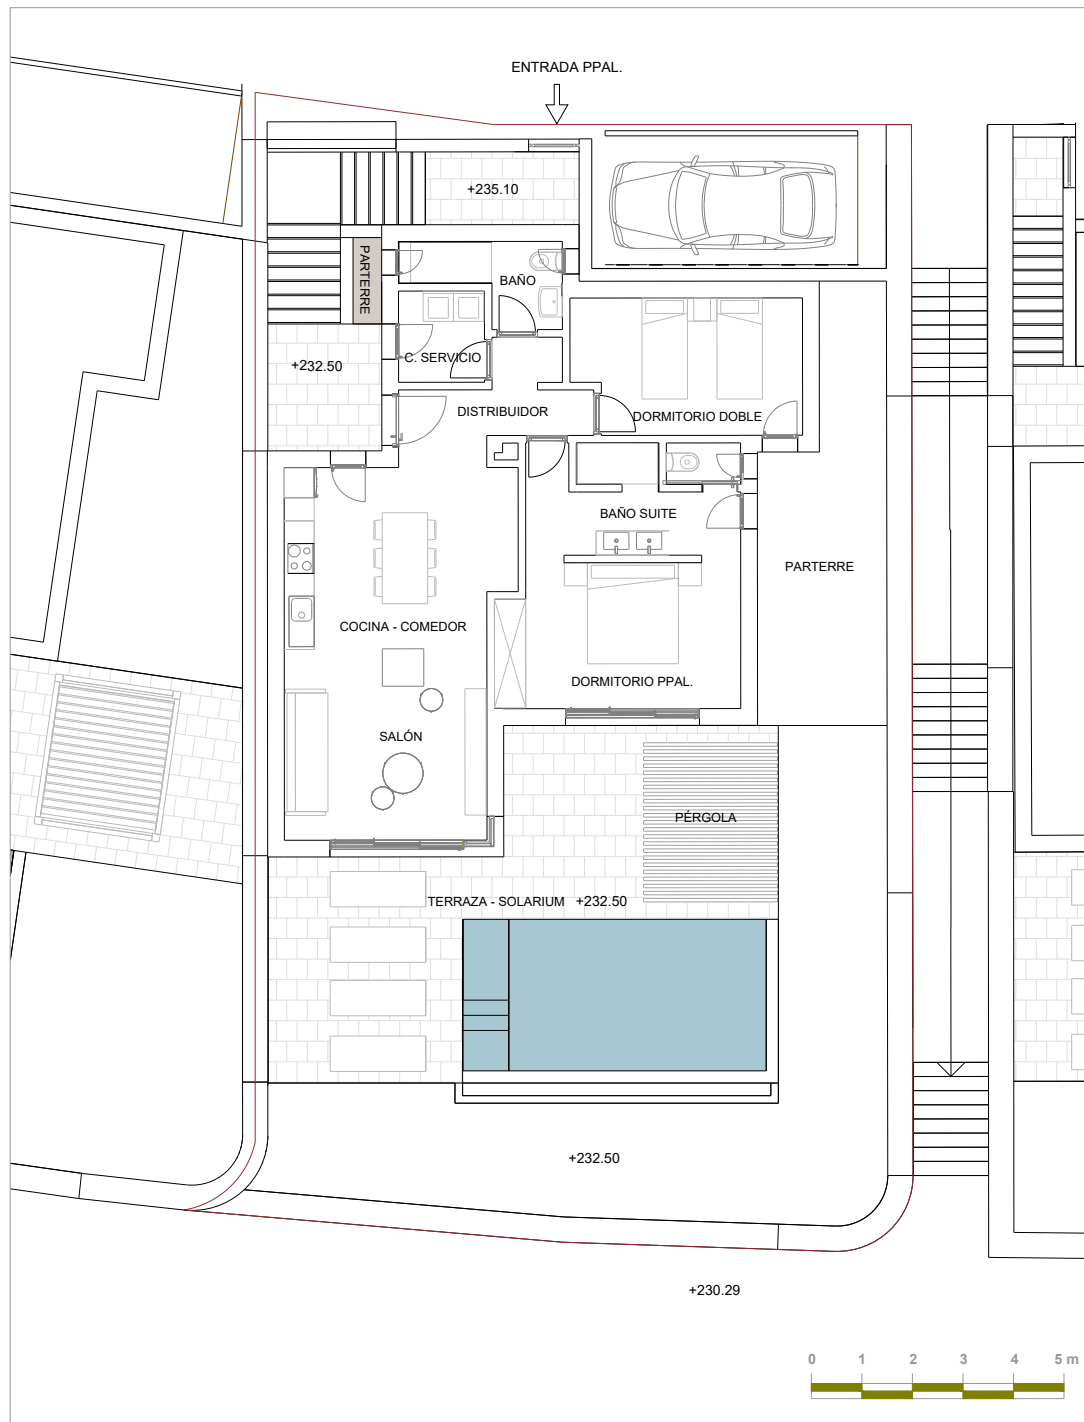 ENTRADA PPAL.
+235.10
PARTERRE
BAÑO
C. SERVICIO
+232.50
DISTRIBUIDOR
DORMITORIO DOBLE
BAÑO SUITE
PARTERRE
COCINA - COMEDOR
DORMITORIO PPAL.
SALÓN
PÉRGOLA
TERRAZA - SOLARIUM +232.50
+232.50
+230.29
0 1 2 3 4 5 m